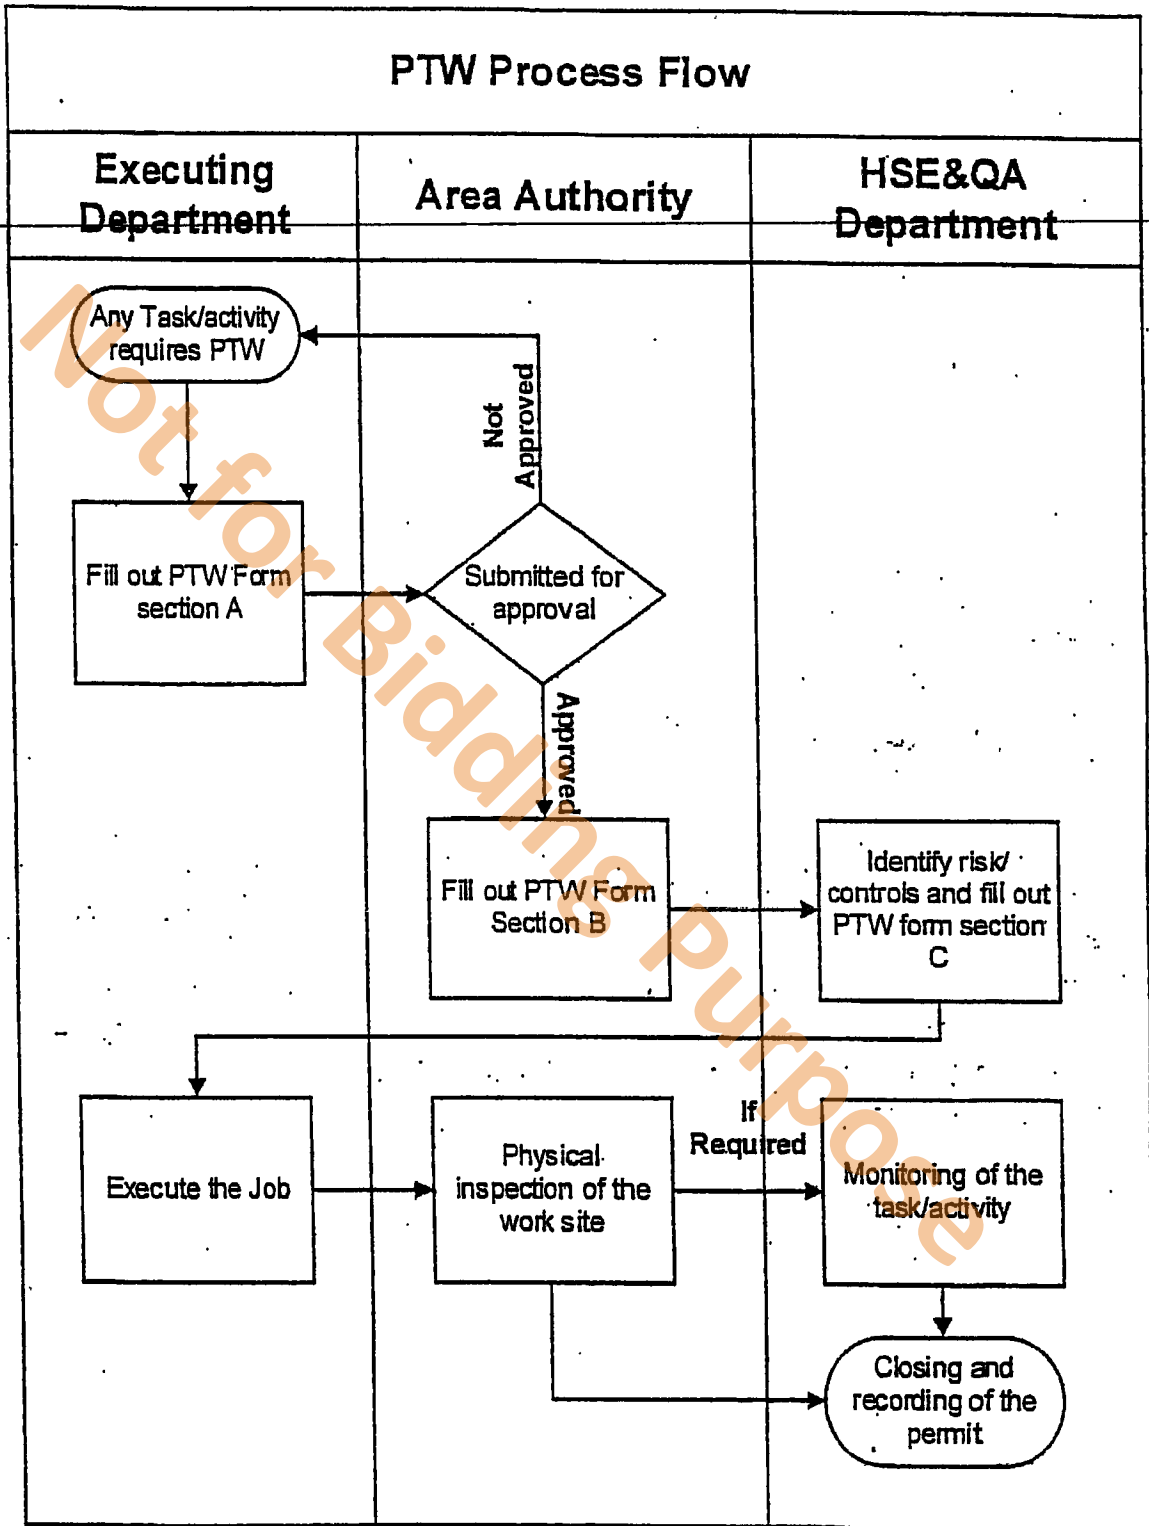 PTW Process Flow
Executing
Department
Area Authority
HSE&QA
Department
Any Task/activity
requires PTW
Not
Approved
Fill out PTW Form
section A
Submitted for
approval
Approved
Fill out PTW Form
Section B
Identify risk/
controls and fill out
PTW form section
C
Execute the Job
Physical
inspection of the
work site
If
Required
Monitoring of the
task/activity
Closing and
recording of the
permit
Not for Bidding Purpose